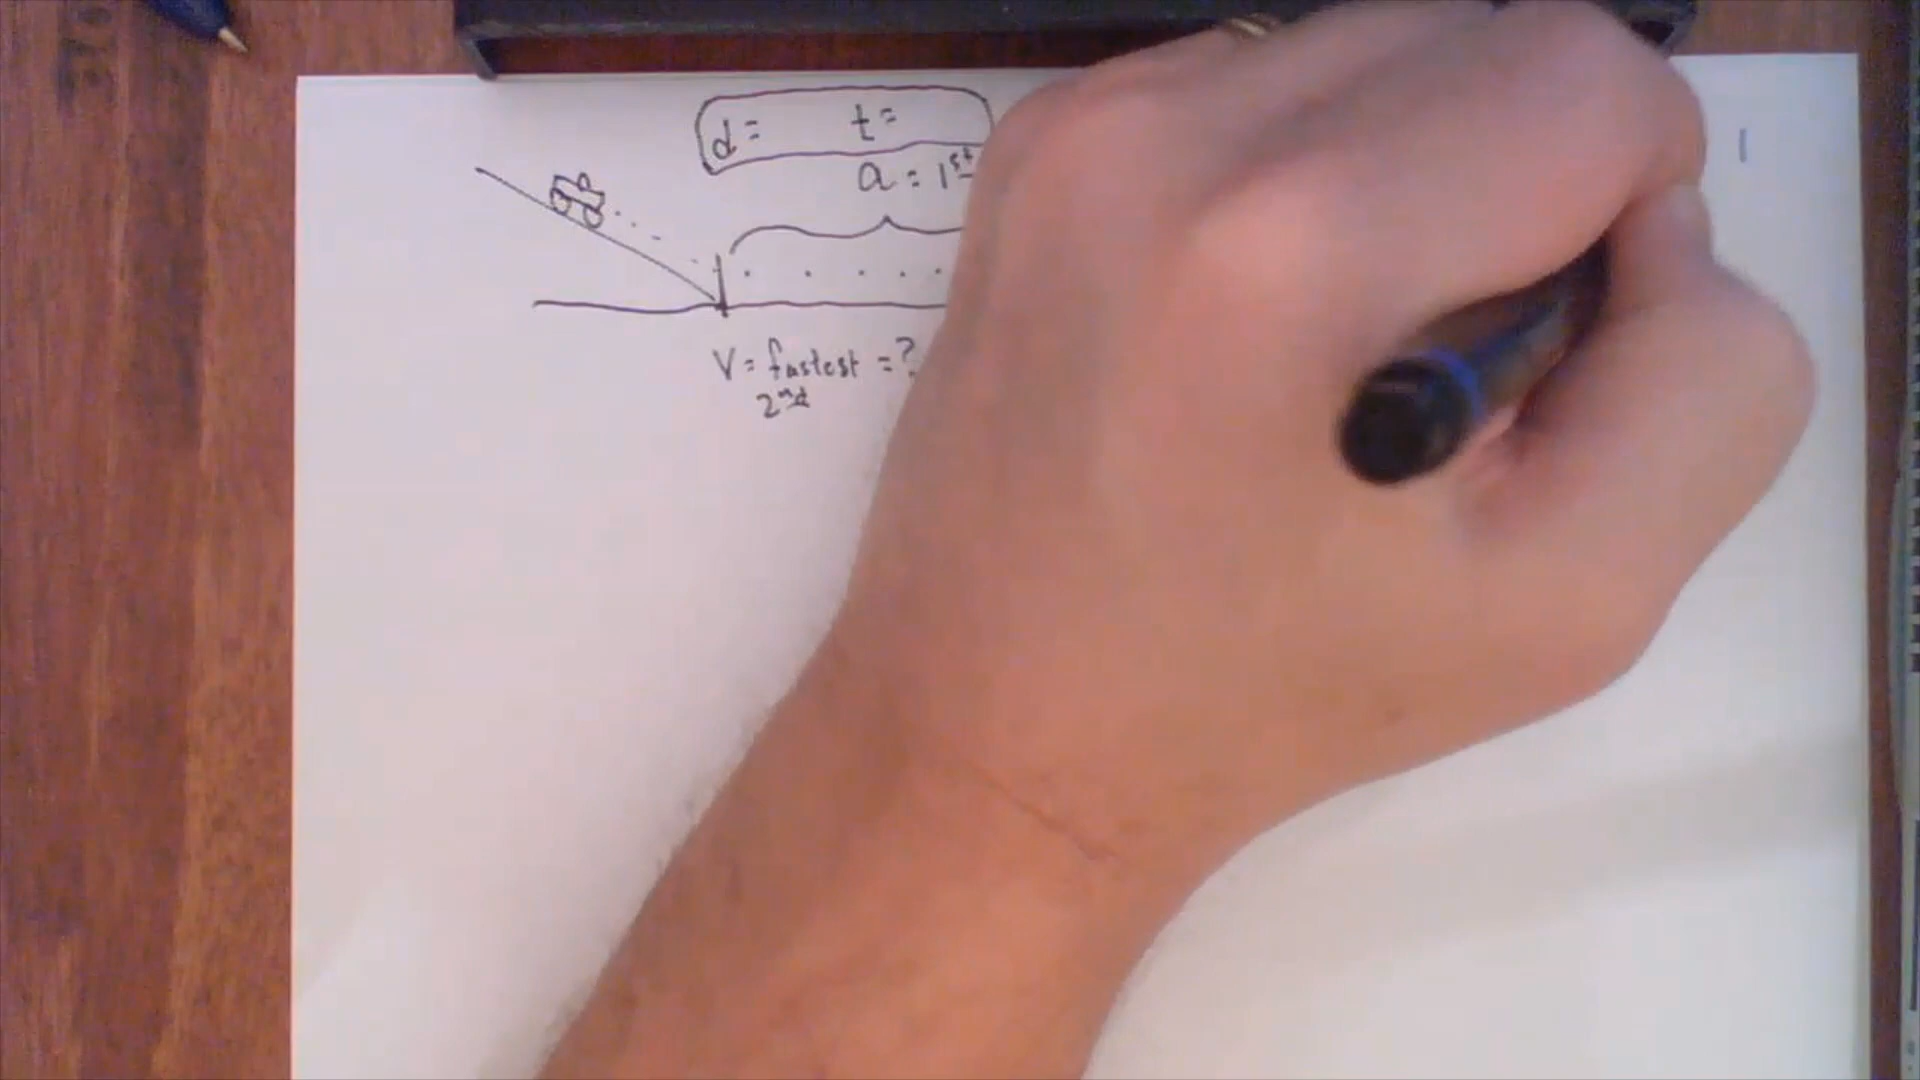 d = t =
a = 1st
V = fastest = ?
2nd